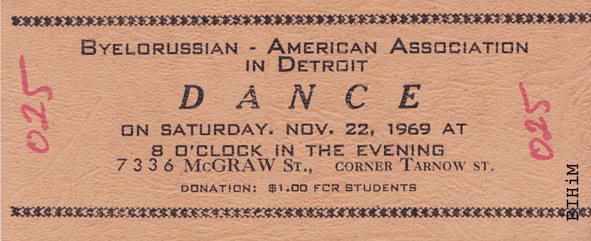 025
BYELORUSSIAN - AMERICAN ASSOCIATION
IN DETROIT
DANCE
ON SATURDAY. NOV. 22, 1969 AT
8 O'CLOCK IN THE EVENING
7336 MCGRAW ST., CORNER TARNOW ST.
DONATION: $1.00 FOR STUDENTS
025
BIHiM